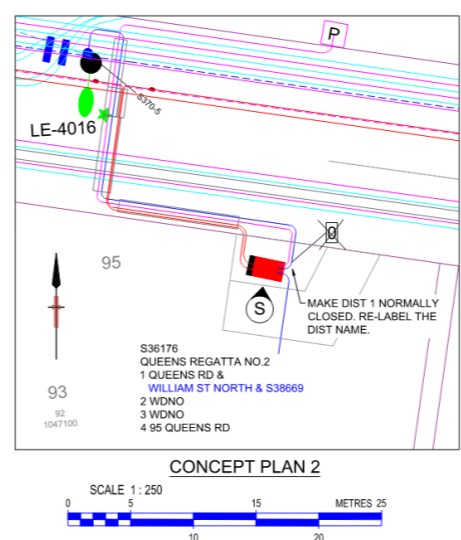 P
LE-4016
S370-5
0
95
MAKE DIST 1 NORMALLY
CLOSED. RE-LABEL THE
DIST NAME.
S
S36176
QUEENS REGATTA NO.2
1 QUEENS RD &
WILLIAM ST NORTH & S38669
2 WDNO
3 WDNO
4 95 QUEENS RD
93
92
1047100
CONCEPT PLAN 2
SCALE 1 : 250
0 5 15 METRES 25
10 20